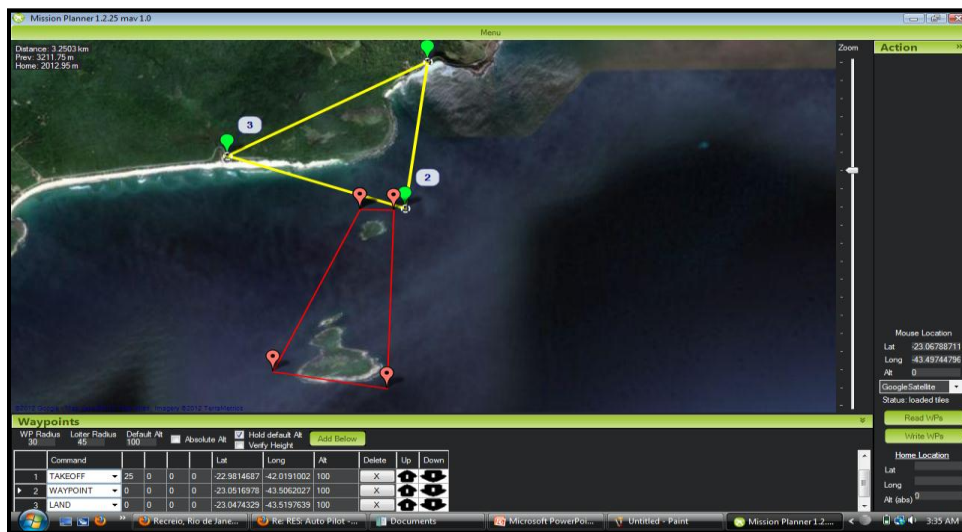 Mission Planner 1.2.25 mav 1.0
Menu
Distance: 3.2503 km
Prev: 3211.75 m
Home: 2012.95 m
Zoom
Action
3
2
Mouse Location
Lat -23.06788711
Long -43.49744796
Alt 0
GoogleSatellite
Status: loaded tiles
Read WPs
Write WPs
Home Location
Lat
Long
Alt (abs) 0
Waypoints
WP Radius Loiter Radius Default Alt Absolute Alt Hold default Alt Add Below
30 45 100 Verify Height
Command Lat Long Alt Delete Up Down
1 TAKEOFF 25 0 0 0 -22.9814687 -42.0191002 100 X
2 WAYPOINT 0 0 0 0 -23.0516978 -43.5062027 100 X
3 LAND 0 0 0 0 -23.0474329 -43.5197639 100 X
Recreio, Rio de Jane... Re: RES: Auto Pilot -... Documents Microsoft PowerPoi... Untitled - Paint Mission Planner 1.2.... 3:35 AM